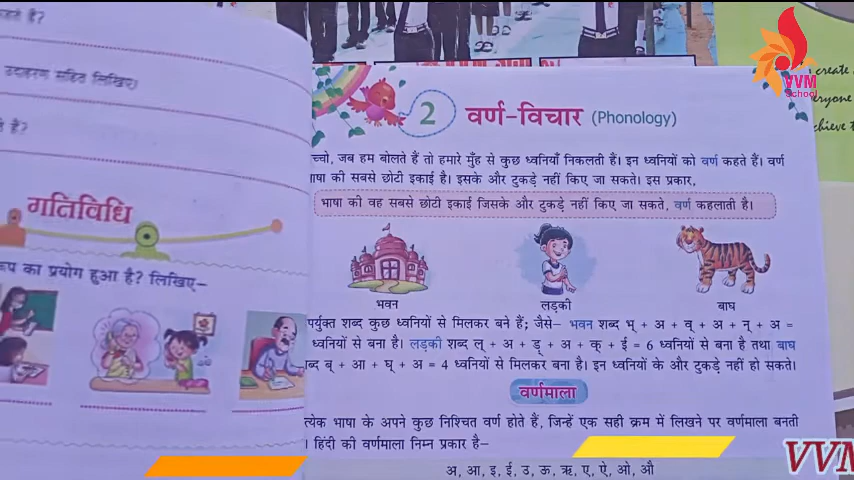 उदाहरण सहित लिखिए।
गतिविधि
का प्रयोग हुआ है? लिखिए–
2 वर्ण-विचार (Phonology)
जब हम बोलते हैं तो हमारे मुँह से कुछ ध्वनियाँ निकलती हैं। इन ध्वनियों को वर्ण कहते हैं। वर्ण
की सबसे छोटी इकाई है। इसके और टुकड़े नहीं किए जा सकते। इस प्रकार,
भाषा की वह सबसे छोटी इकाई जिसके और टुकड़े नहीं किए जा सकते, वर्ण कहलाती है।
भवन
लड़की
बाघ
शब्द कुछ ध्वनियों से मिलकर बने हैं; जैसे– भवन शब्द भ् + अ + व् + अ + न् + अ =
ध्वनियों से बना है। लड़की शब्द ल् + अ + ड़् + अ + क् + ई = 6 ध्वनियों से बना है तथा बाघ
ब् + आ + घ् + अ = 4 ध्वनियों से मिलकर बना है। इन ध्वनियों के और टुकड़े नहीं हो सकते।
वर्णमाला
भाषा के अपने कुछ निश्चित वर्ण होते हैं, जिन्हें एक सही क्रम में लिखने पर वर्णमाला बनती
। हिंदी की वर्णमाला निम्न प्रकार है–
अ, आ, इ, ई, उ, ऊ, ऋ, ए, ऐ, ओ, औ
VVM
School
create
VVM